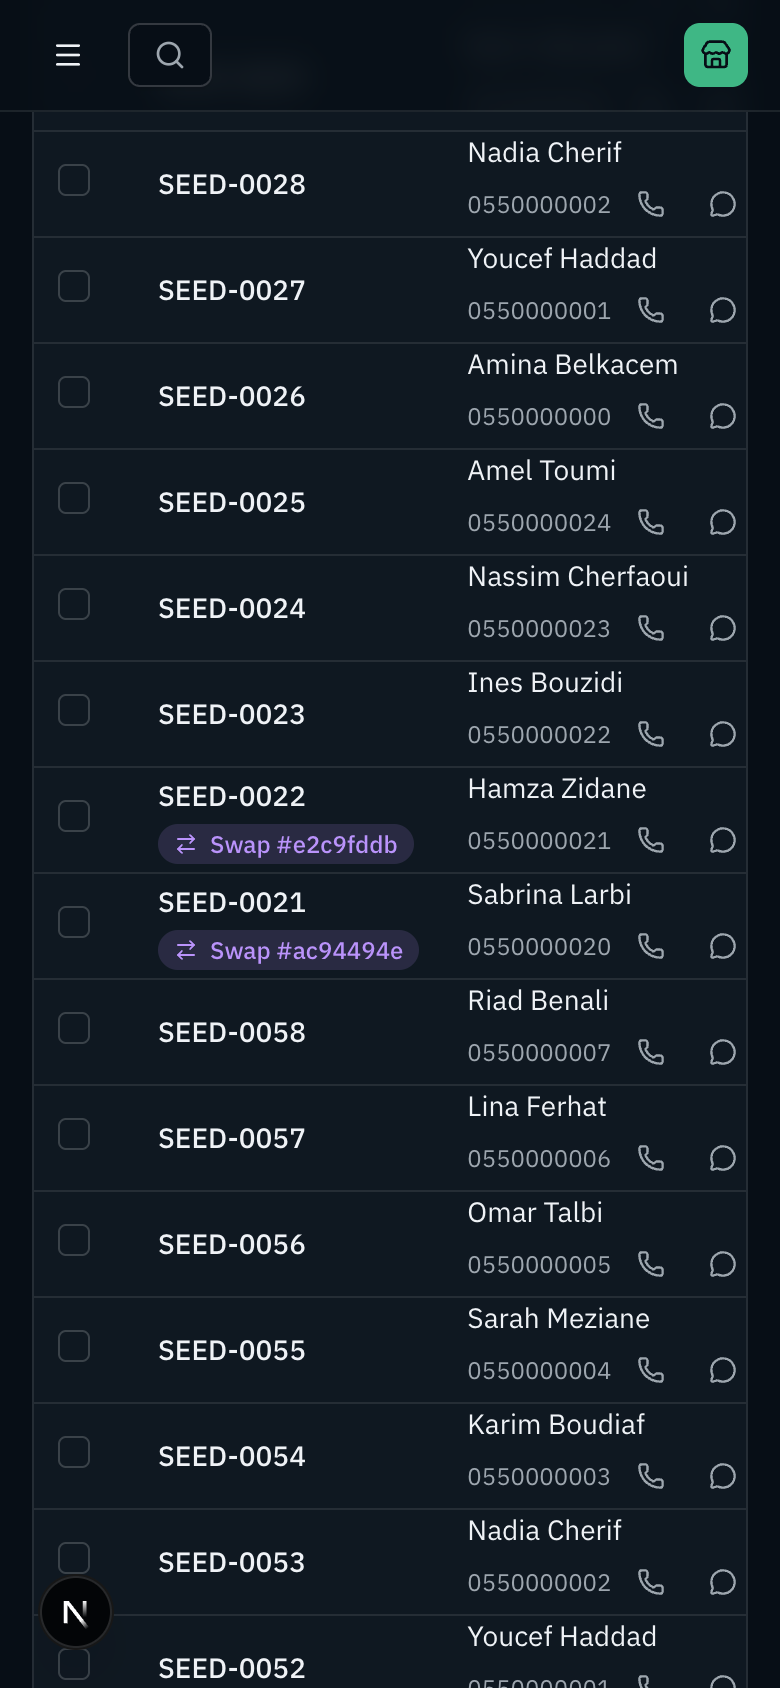 SEED-0028
Nadia Cherif
0550000002
SEED-0027
Youcef Haddad
0550000001
SEED-0026
Amina Belkacem
0550000000
SEED-0025
Amel Toumi
0550000024
SEED-0024
Nassim Cherfaoui
0550000023
SEED-0023
Ines Bouzidi
0550000022
SEED-0022
Swap #e2c9fddb
Hamza Zidane
0550000021
SEED-0021
Swap #ac94494e
Sabrina Larbi
0550000020
SEED-0058
Riad Benali
0550000007
SEED-0057
Lina Ferhat
0550000006
SEED-0056
Omar Talbi
0550000005
SEED-0055
Sarah Meziane
0550000004
SEED-0054
Karim Boudiaf
0550000003
SEED-0053
Nadia Cherif
0550000002
N
SEED-0052
Youcef Haddad